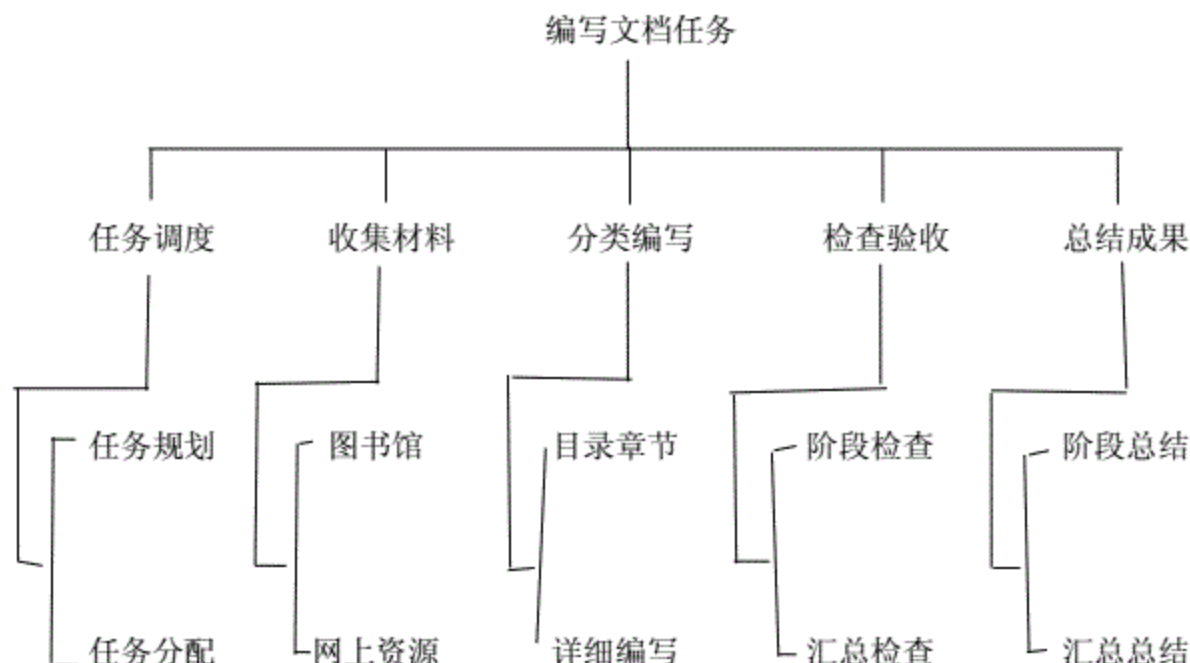 编写文档任务
任务调度 收集材料 分类编写 检查验收 总结成果
任务规划 图书馆 目录章节 阶段检查 阶段总结
任务分配 网上资源 详细编写 汇总检查 汇总总结